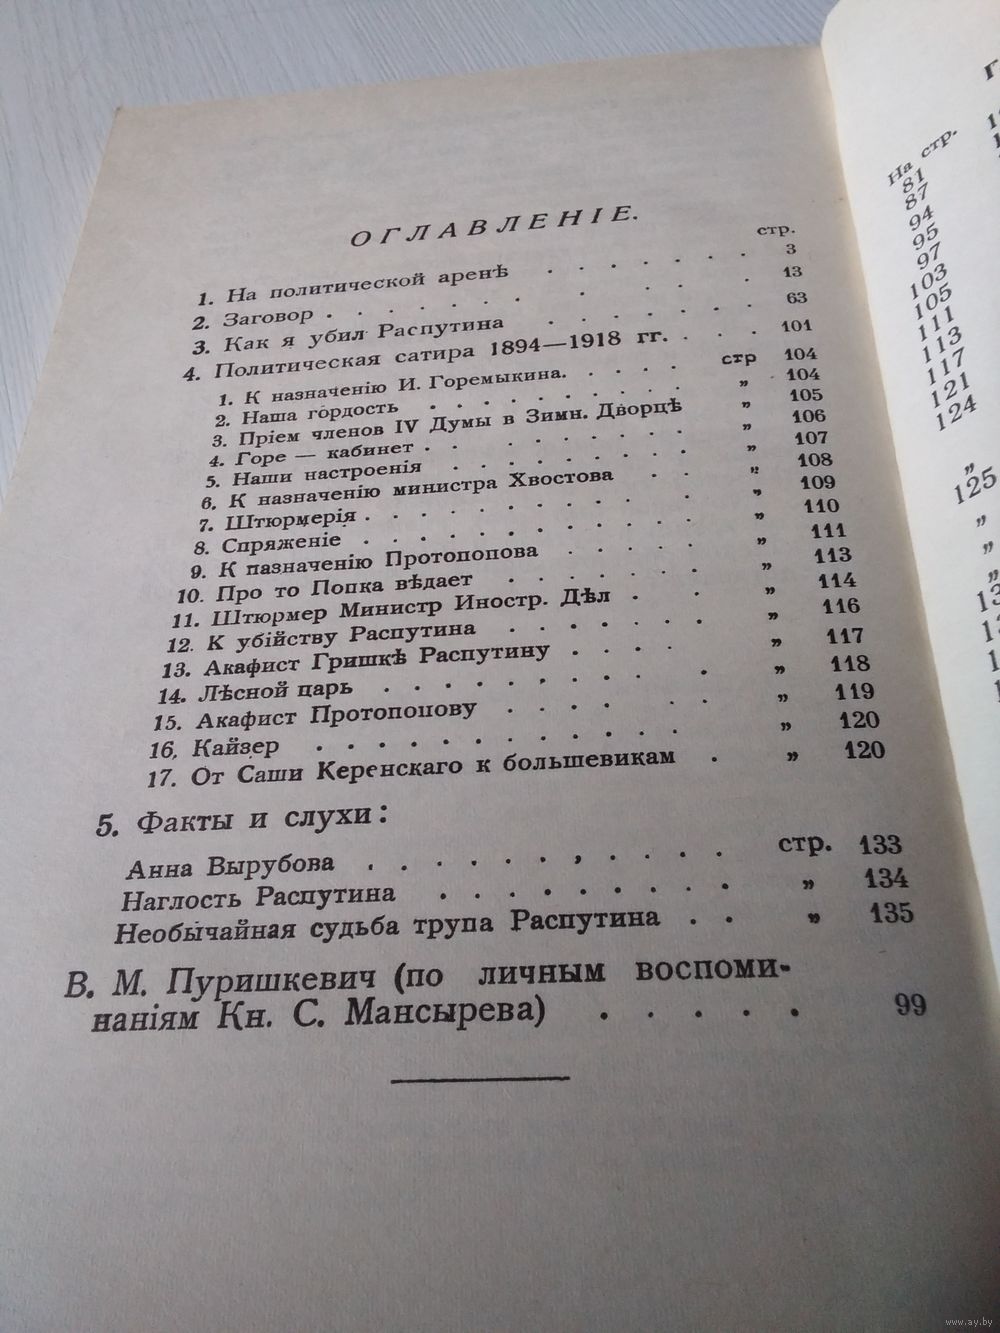 ОГЛАВЛЕНІЕ.
стр.
1. На политической аренѣ . . . . . . . 3
2. Заговор . . . . . . . . 13
3. Как я убил Распутина . . . . . . . 63
4. Политическая сатира 1894—1918 гг. . . . 101
1. К назначенію И. Горемыкина. . . . . стр 104
2. Наша гордость . . . . . . . . „ 104
3. Пріем членов IV Думы в Зимн. Дворцѣ „ 105
4. Горе — кабинет . . . . . . . . „ 106
5. Наши настроенія . . . . . . . . „ 107
6. К назначенію министра Хвостова . . „ 108
7. Штюрмерія . . . . . . . . . . „ 109
8. Спряженіе . . . . . . . . . . „ 110
9. К назначенію Протопопова . . . . . „ 111
10. Про то Попка вѣдает . . . . . . . „ 113
11. Штюрмер Министр Иностр. Дѣл . . „ 114
12. К убійству Распутина . . . . . . . „ 116
13. Акафист Гришкѣ Распутину . . . . „ 117
14. Лѣсной царь . . . . . . . . . . „ 118
15. Акафист Протопопову . . . . . . „ 119
16. Кайзер . . . . . . . . . . . . „ 120
17. От Саши Керенскаго к большевикам . „ 120
5. Факты и слухи:
Анна Вырубова . . . . . . , . . . . стр. 133
Наглость Распутина . . . . . . . . . „ 134
Необычайная судьба трупа Распутина . . „ 135
В. М. Пуришкевич (по личным воспоми-
наніям Кн. С. Мансырева) . . . . . 99
На стр.
81
87
94
95
97
103
105
111
113
117
121
124
„
125
„
„
„
www.ay.by